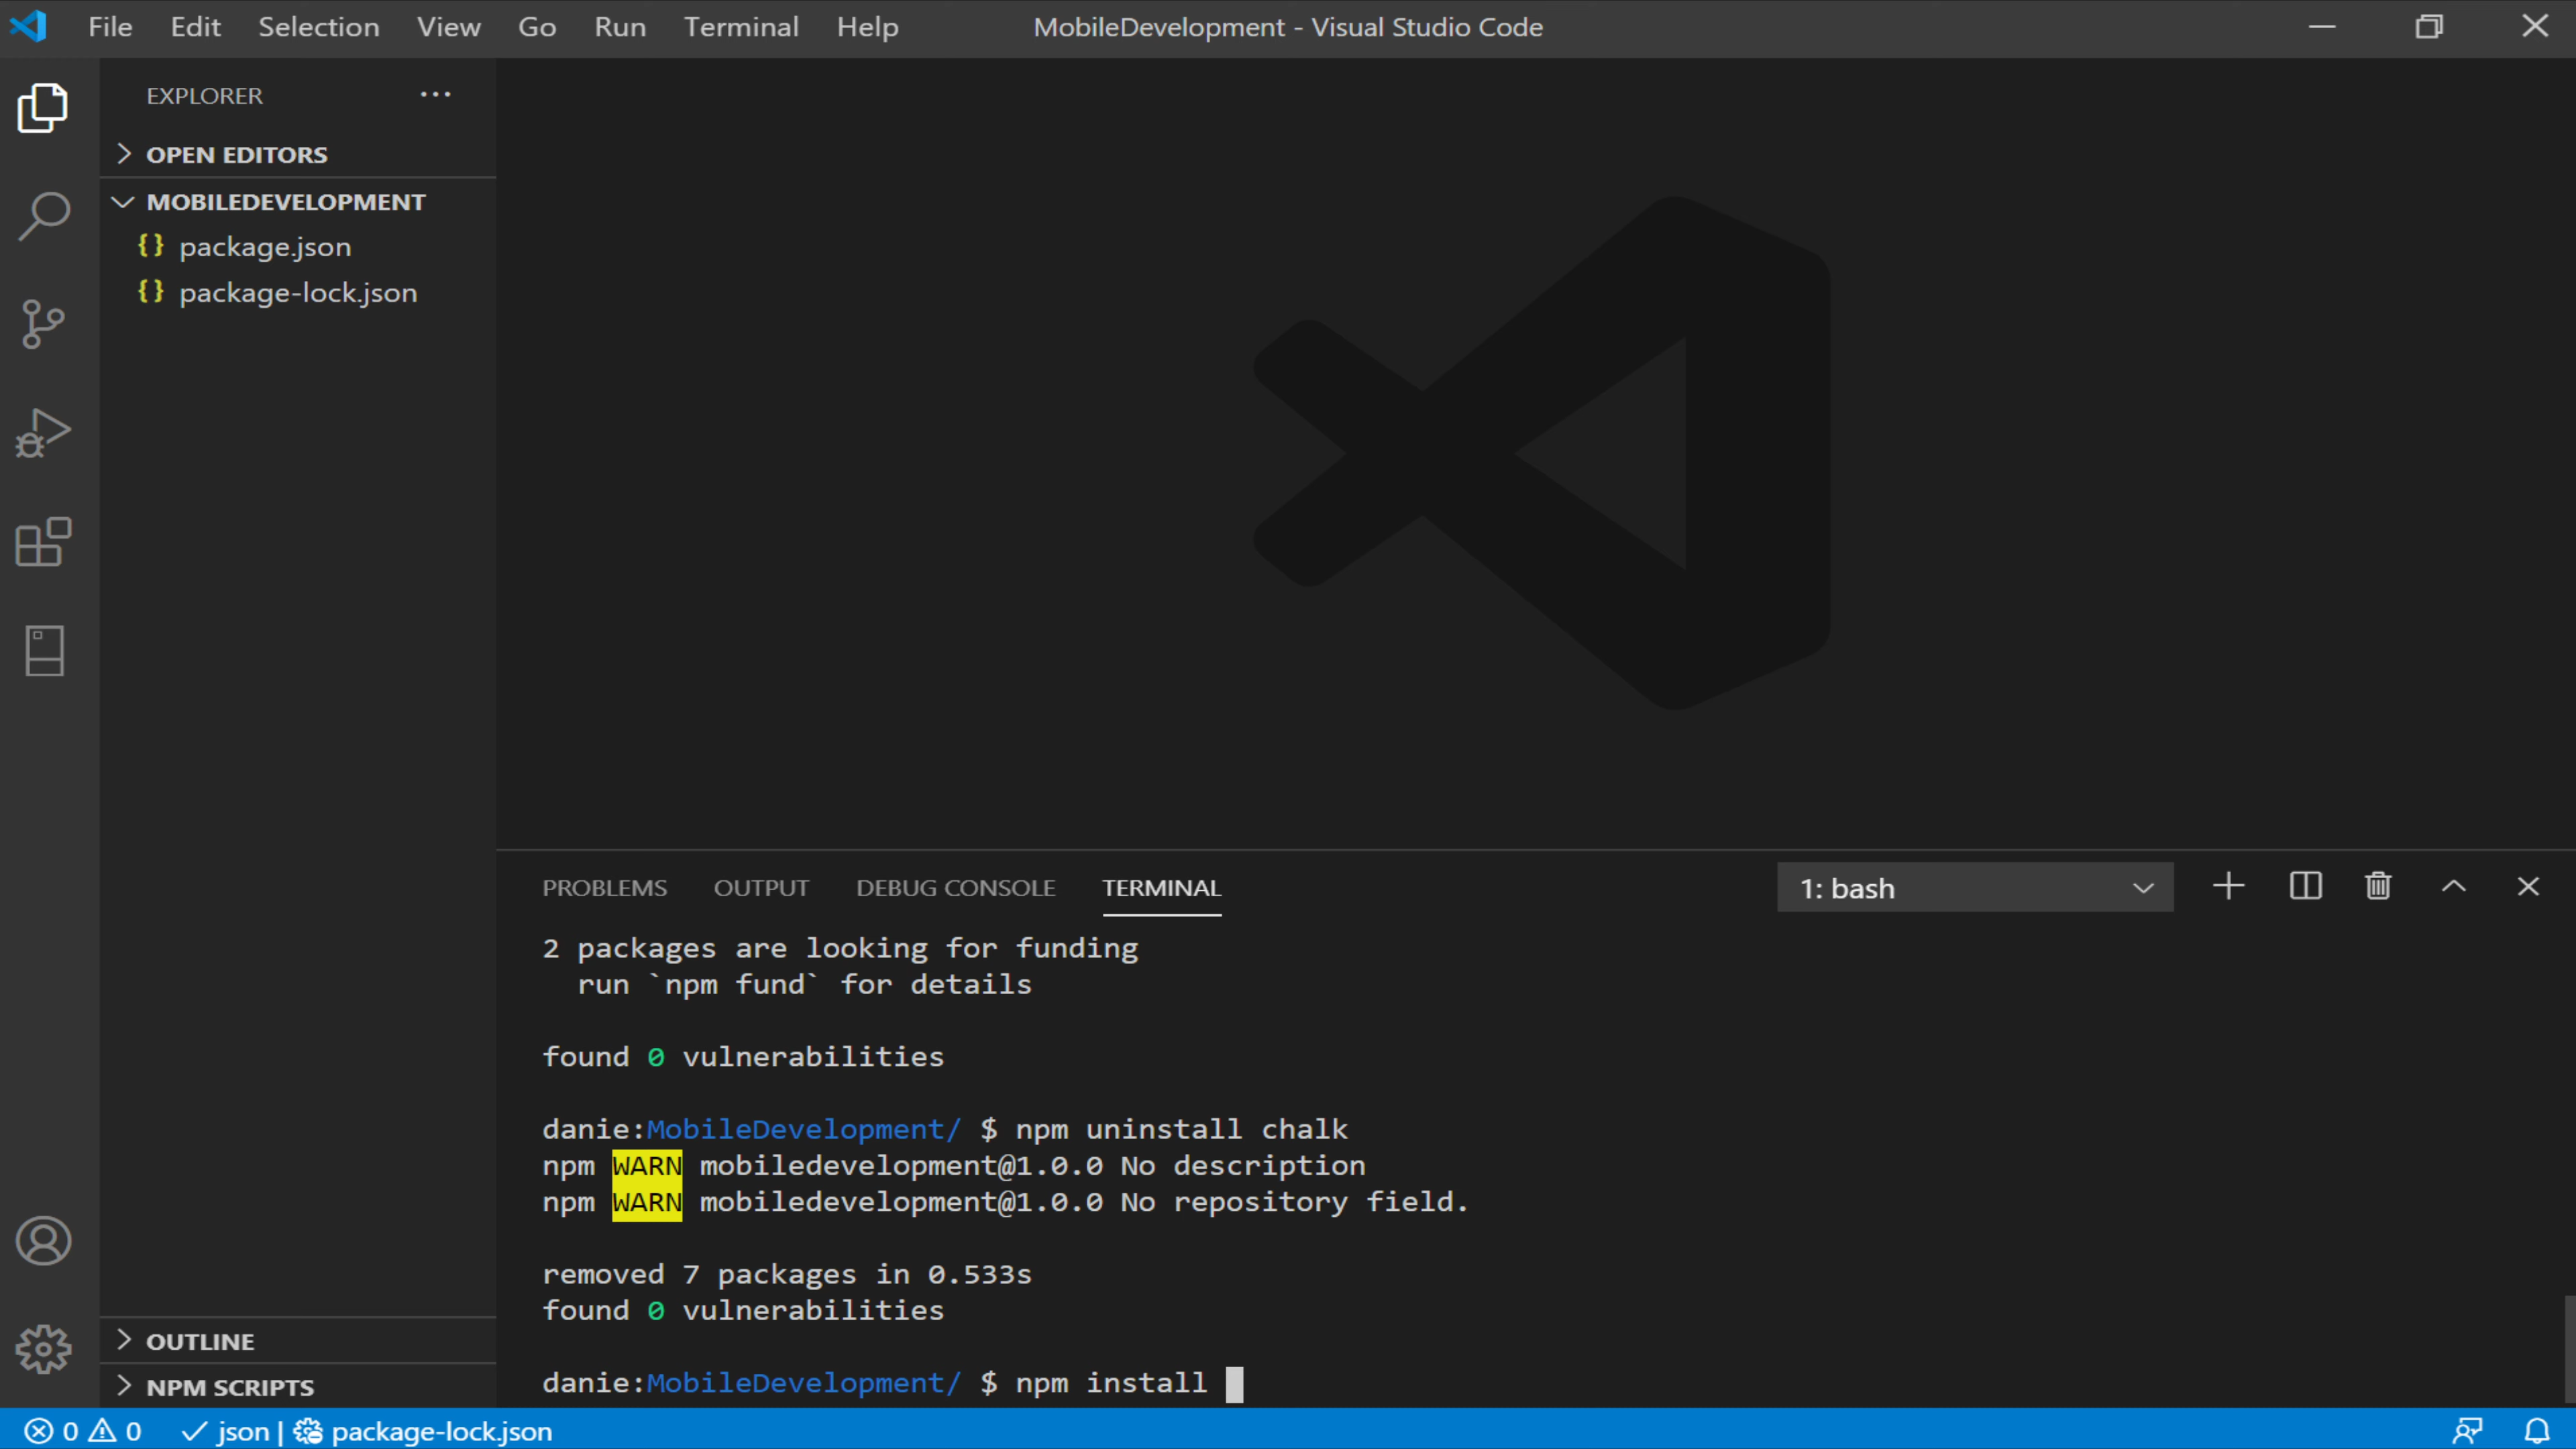 File Edit Selection View Go Run Terminal Help MobileDevelopment - Visual Studio Code
EXPLORER ...
OPEN EDITORS
MOBILEDEVELOPMENT
{} package.json
{} package-lock.json
PROBLEMS OUTPUT DEBUG CONSOLE TERMINAL 1: bash
2 packages are looking for funding
run `npm fund` for details
found 0 vulnerabilities
danie:MobileDevelopment/ $ npm uninstall chalk
npm WARN mobiledevelopment@1.0.0 No description
npm WARN mobiledevelopment@1.0.0 No repository field.
removed 7 packages in 0.533s
found 0 vulnerabilities
danie:MobileDevelopment/ $ npm install
OUTLINE
NPM SCRIPTS
0 0 json | package-lock.json